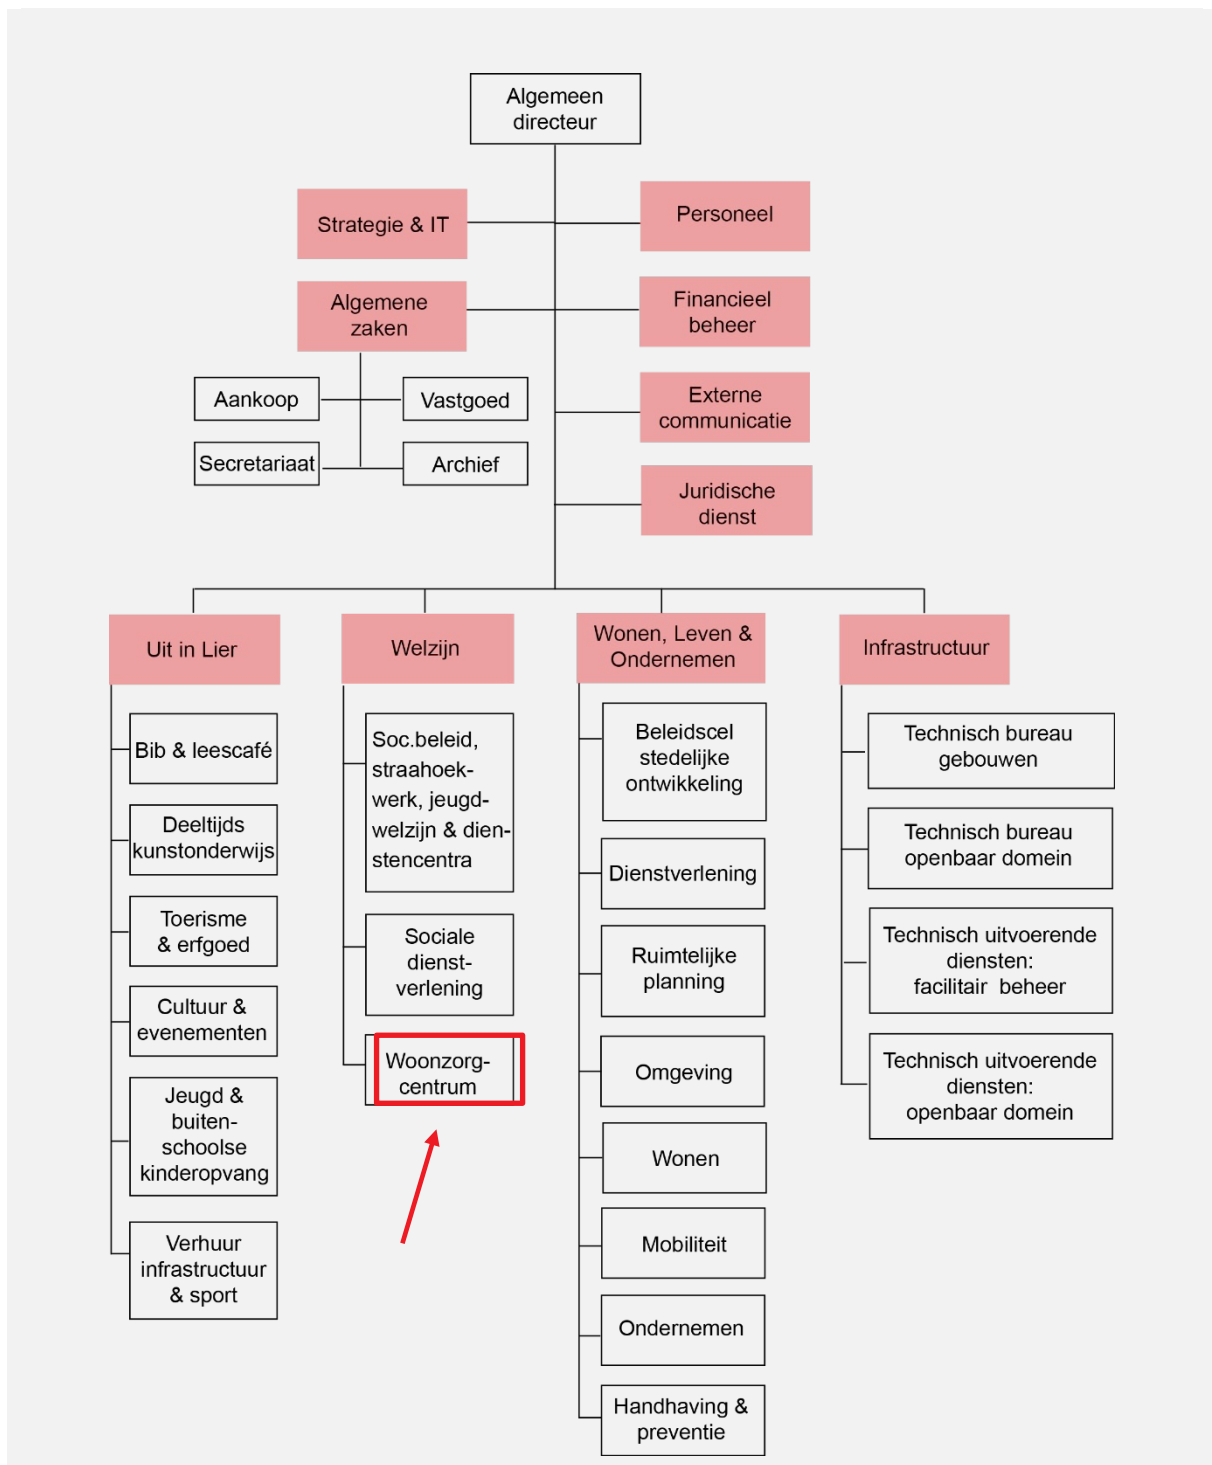 Algemeen
directeur
Strategie & IT
Personeel
Algemene
zaken
Financieel
beheer
Aankoop
Vastgoed
Externe
communicatie
Secretariaat
Archief
Juridische
dienst
Uit in Lier
Welzijn
Wonen, Leven &
Ondernemen
Infrastructuur
Bib & leescafé
Deeltijds
kunstonderwijs
Toerisme
& erfgoed
Cultuur &
evenementen
Jeugd &
buiten-
schoolse
kinderopvang
Verhuur
infrastructuur
& sport
Soc.beleid,
straahoek-
werk, jeugd-
welzijn & dien-
stencentra
Sociale
dienst-
verlening
Woonzorg-
centrum
Beleidscel
stedelijke
ontwikkeling
Dienstverlening
Ruimtelijke
planning
Omgeving
Wonen
Mobiliteit
Ondernemen
Handhaving &
preventie
Technisch bureau
gebouwen
Technisch bureau
openbaar domein
Technisch uitvoerende
diensten:
facilitair beheer
Technisch uitvoerende
diensten:
openbaar domein